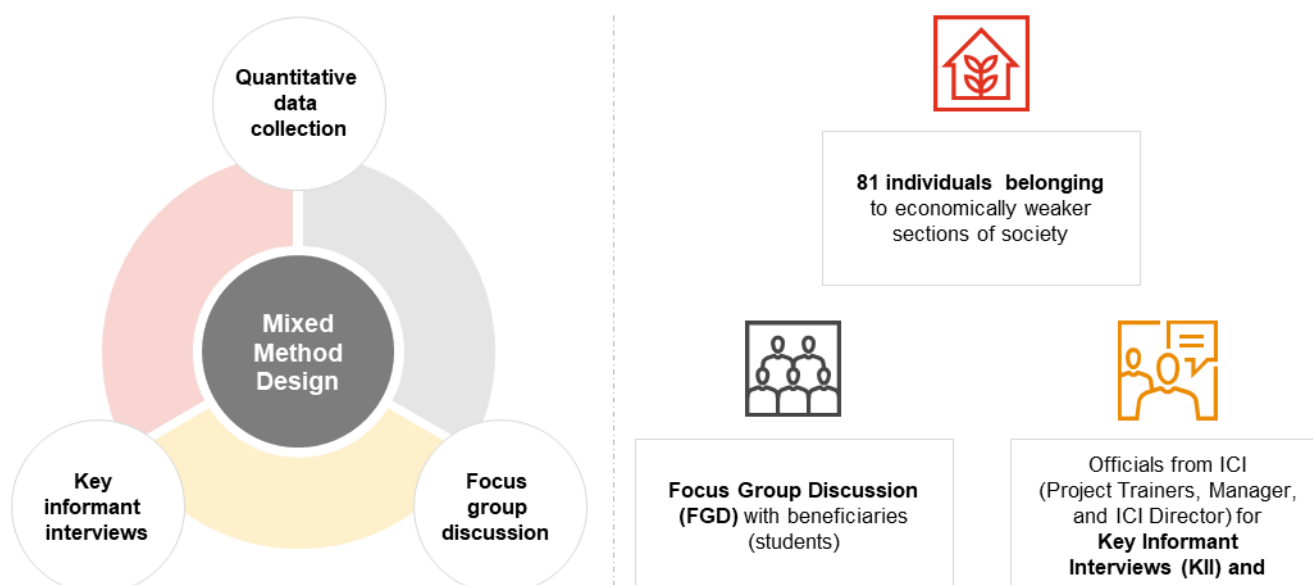 Quantitative
data
collection
Mixed
Method
Design
Key
informant
interviews
Focus
group
discussion
81 individuals belonging
to economically weaker
sections of society
Focus Group Discussion
(FGD) with beneficiaries
(students)
Officials from ICI
(Project Trainers, Manager,
and ICI Director) for
Key Informant
Interviews (KII) and